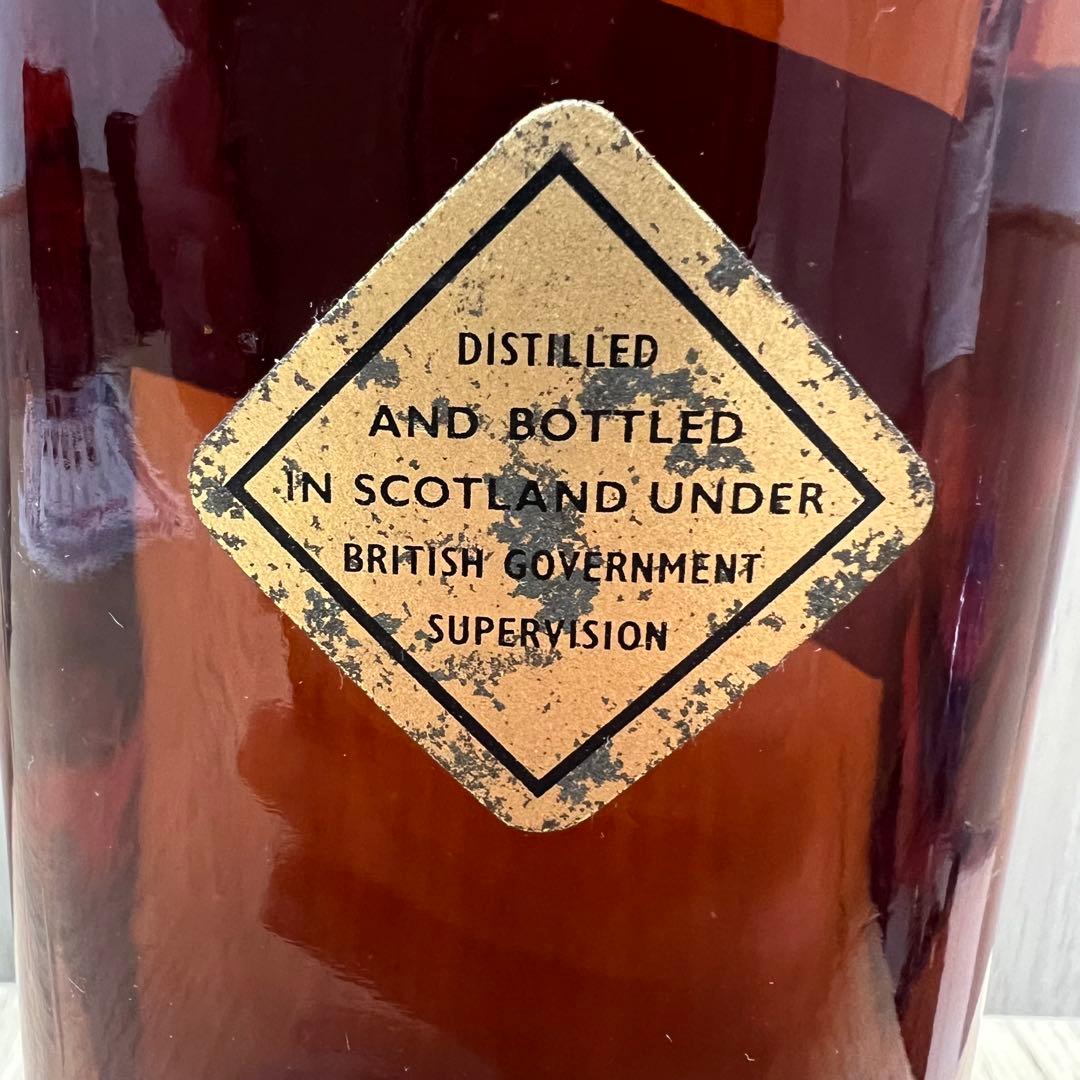 DISTILLED
AND BOTTLED
IN SCOTLAND UNDER
BRITISH GOVERNMENT
SUPERVISION